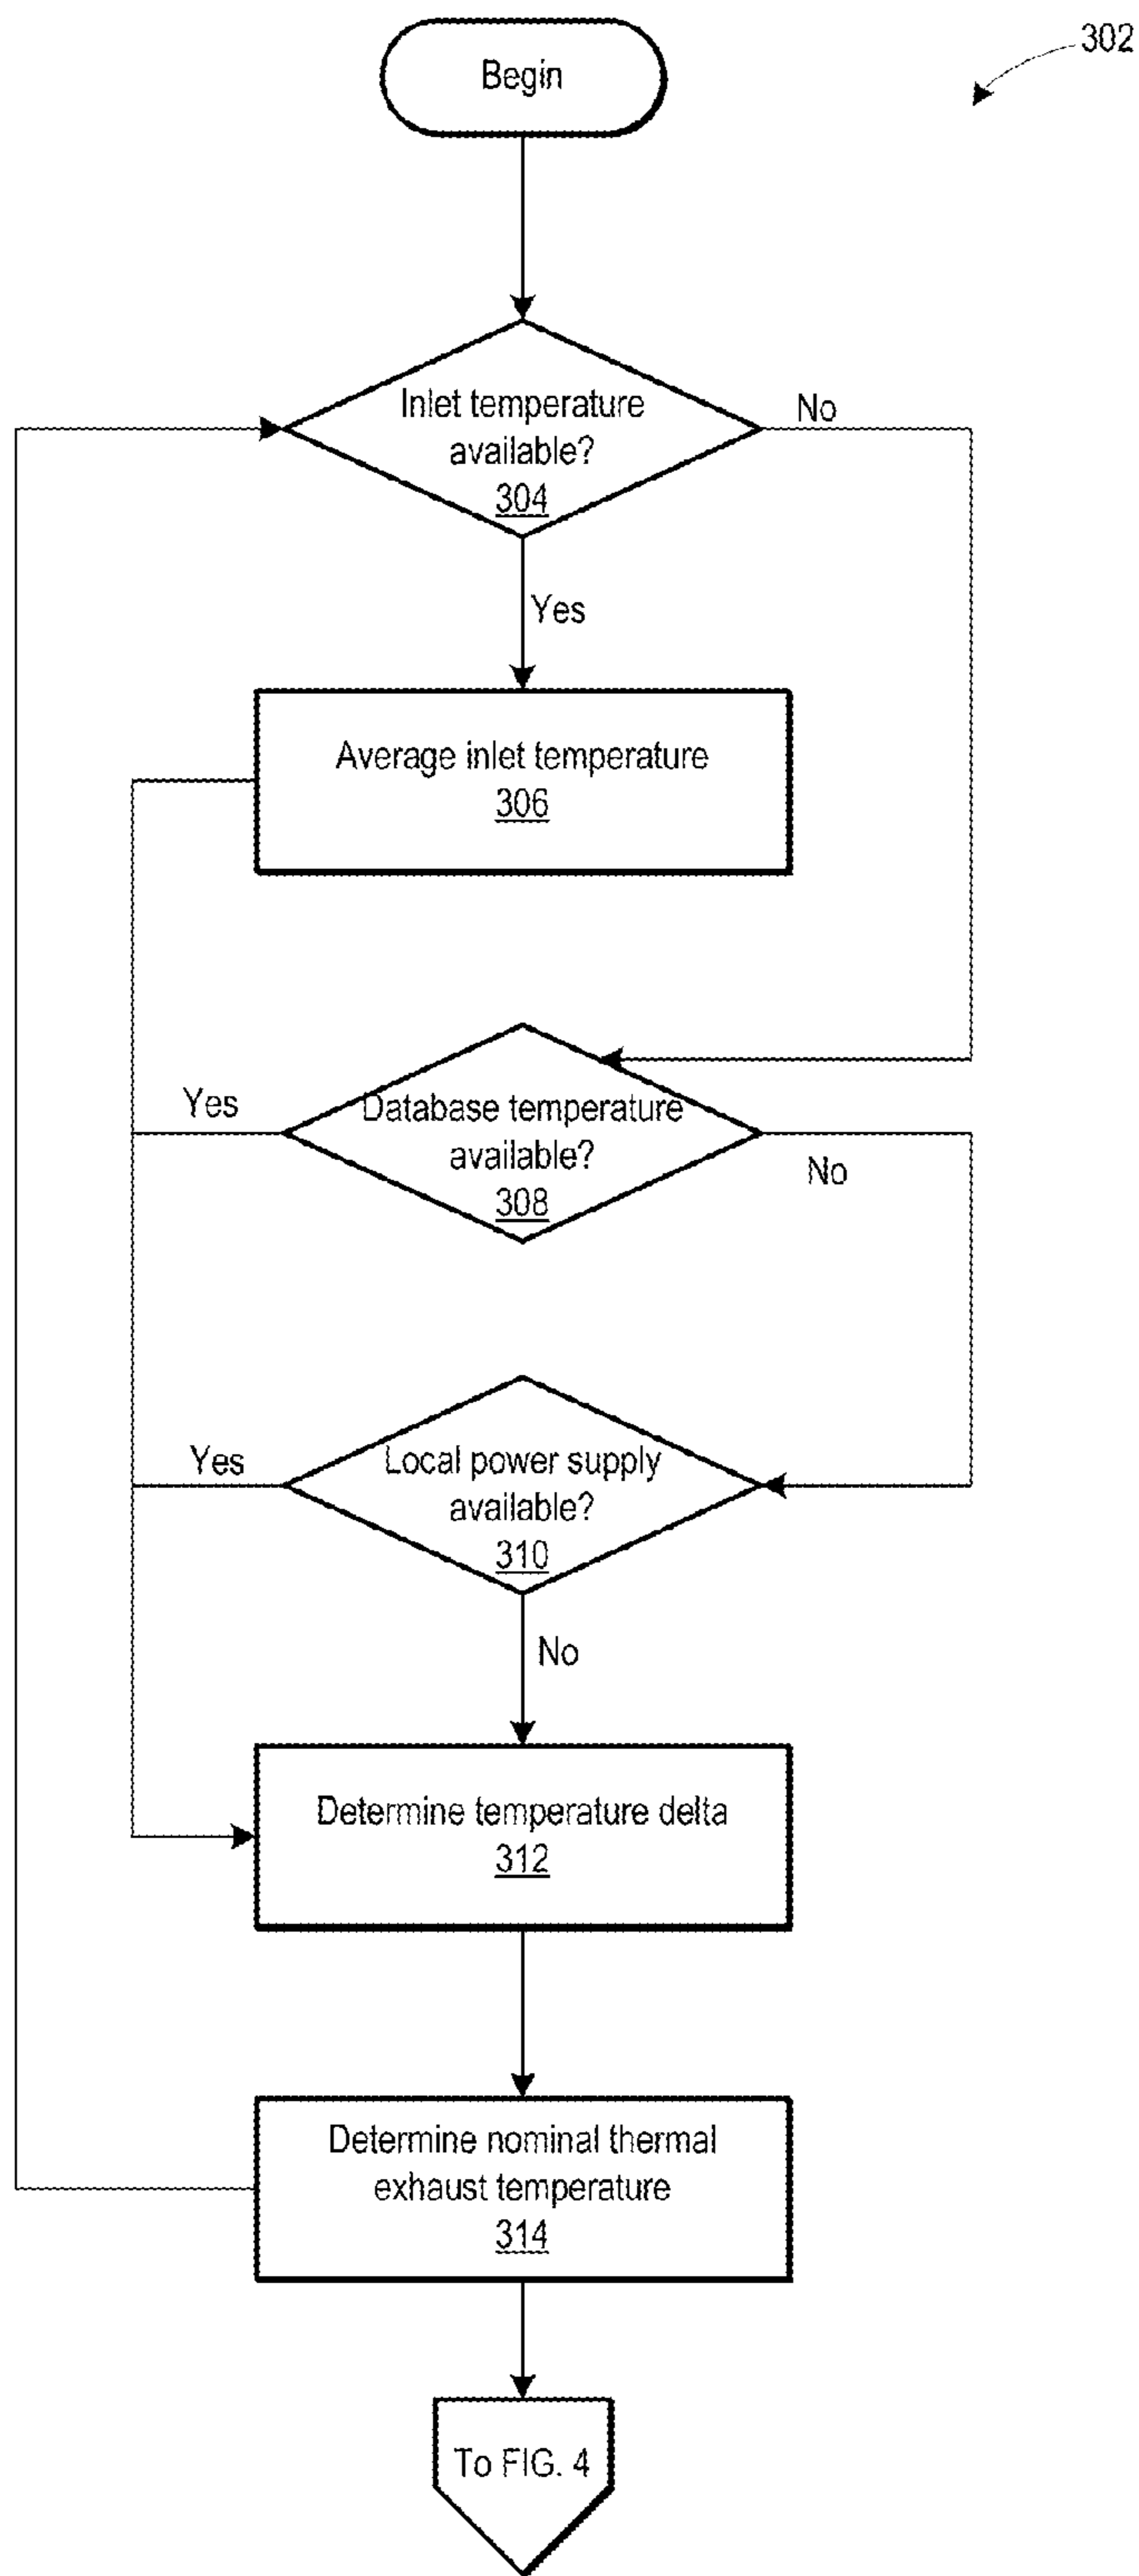 302
Begin
Inlet temperature
available?
304
No
Yes
Average inlet temperature
306
Yes
Database temperature
available?
308
No
Yes
Local power supply
available?
310
No
Determine temperature delta
312
Determine nominal thermal
exhaust temperature
314
To FIG. 4